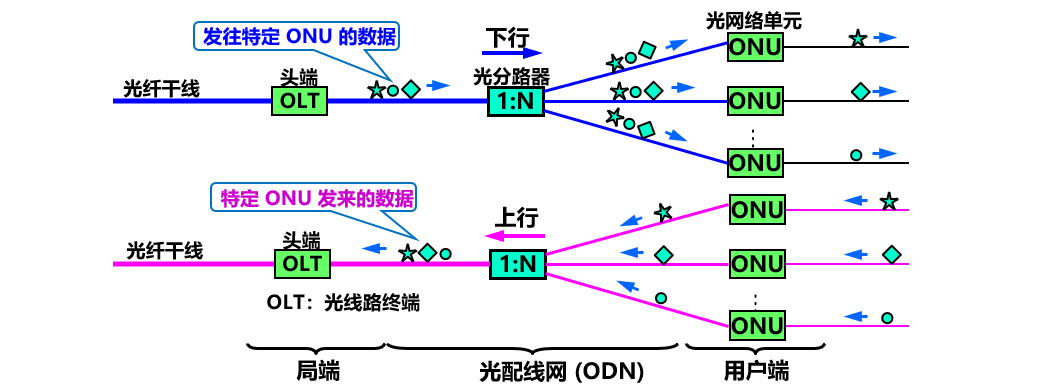 光网络单元
发往特定 ONU 的数据
下行
ONU
光纤干线
头端
光分路器
OLT
1:N
ONU
ONU
特定 ONU 发来的数据
上行
ONU
光纤干线
头端
OLT
1:N
ONU
OLT：光线路终端
ONU
局端
光配线网 (ODN)
用户端